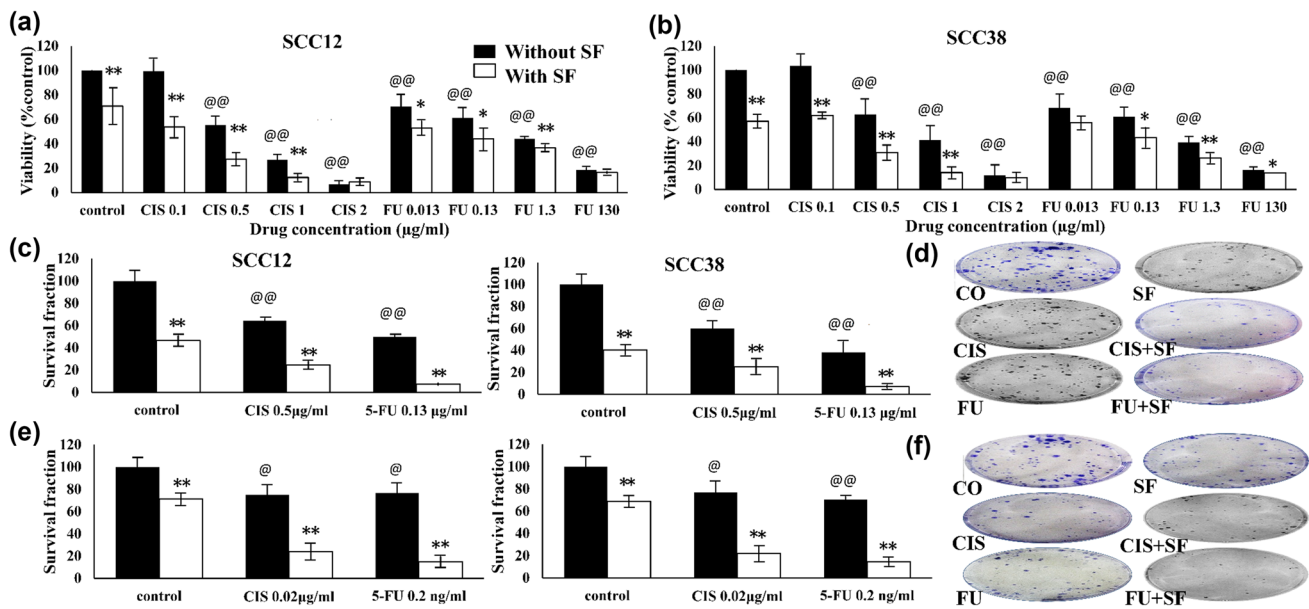 (a)
SCC12
Viability (%control)
120
100
80
60
40
20
0
**
**
@@
**
@@
**
@@
@@
*
@@
*
@@
**
@@
Without SF
With SF
control CIS 0.1 CIS 0.5 CIS 1 CIS 2 FU 0.013 FU 0.13 FU 1.3 FU 130
Drug concentration (µg/ml)
(b)
SCC38
Viability (% control)
120
100
80
60
40
20
0
**
**
@@
**
@@
**
@@
@@
@@
*
@@
**
@@
*
control CIS 0.1 CIS 0.5 CIS 1 CIS 2 FU 0.013 FU 0.13 FU 1.3 FU 130
Drug concentration (µg/ml)
(c)
SCC12
Survival fraction
120
100
80
60
40
20
0
**
@@
**
@@
**
control CIS 0.5µg/ml 5-FU 0.13 µg/ml
SCC38
Survival fraction
120
100
80
60
40
20
0
**
@@
**
@@
**
control CIS 0.5µg/ml 5-FU 0.13 µg/ml
(d)
CO SF
CIS CIS+SF
FU FU+SF
(e)
Survival fraction
120
100
80
60
40
20
0
**
@
**
@
**
control CIS 0.02µg/ml 5-FU 0.2 ng/ml
Survival fraction
120
100
80
60
40
20
0
**
@
**
@@
**
control CIS 0.02µg/ml 5-FU 0.2 ng/ml
(f)
CO SF
CIS CIS+SF
FU FU+SF